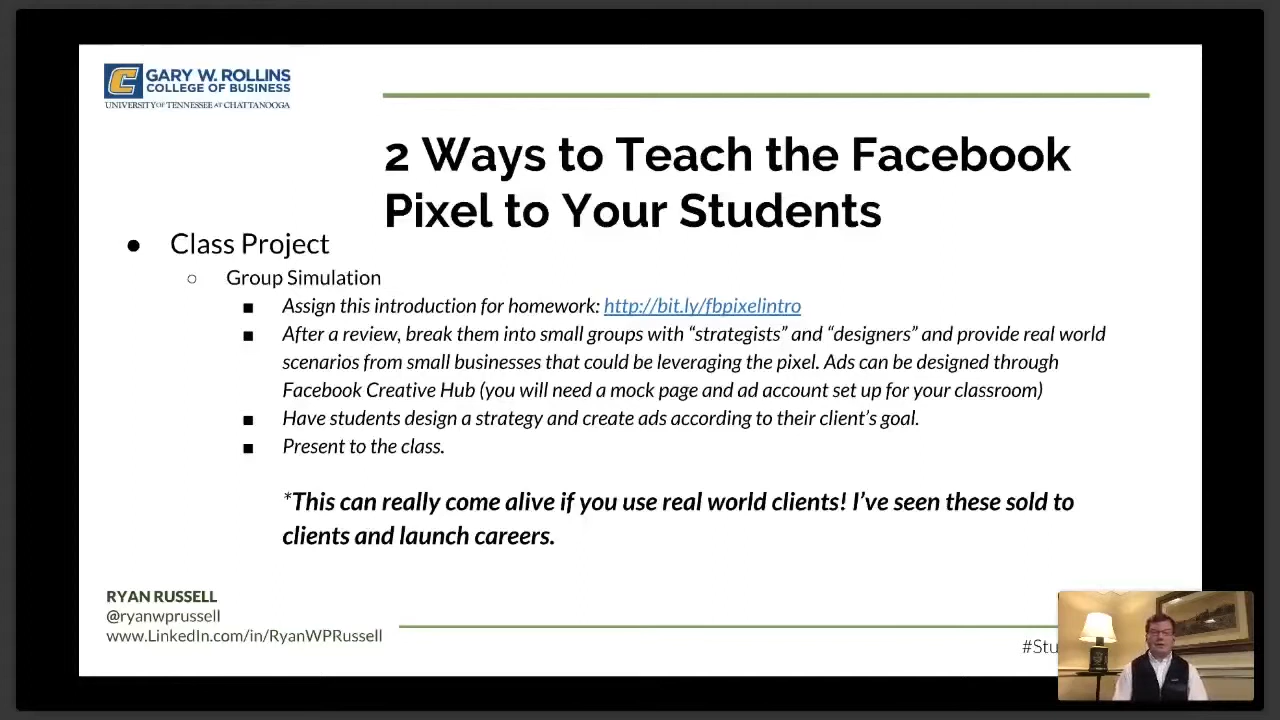 GARY W. ROLLINS
COLLEGE OF BUSINESS
UNIVERSITY OF TENNESSEE AT CHATTANOOGA
2 Ways to Teach the Facebook
Pixel to Your Students
● Class Project
○ Group Simulation
■ Assign this introduction for homework: http://bit.ly/fbpixelintro
■ After a review, break them into small groups with “strategists” and “designers” and provide real world
scenarios from small businesses that could be leveraging the pixel. Ads can be designed through
Facebook Creative Hub (you will need a mock page and ad account set up for your classroom)
■ Have students design a strategy and create ads according to their client’s goal.
■ Present to the class.
*This can really come alive if you use real world clients! I’ve seen these sold to
clients and launch careers.
RYAN RUSSELL
@ryanwprussell
www.LinkedIn.com/in/RyanWPRussell